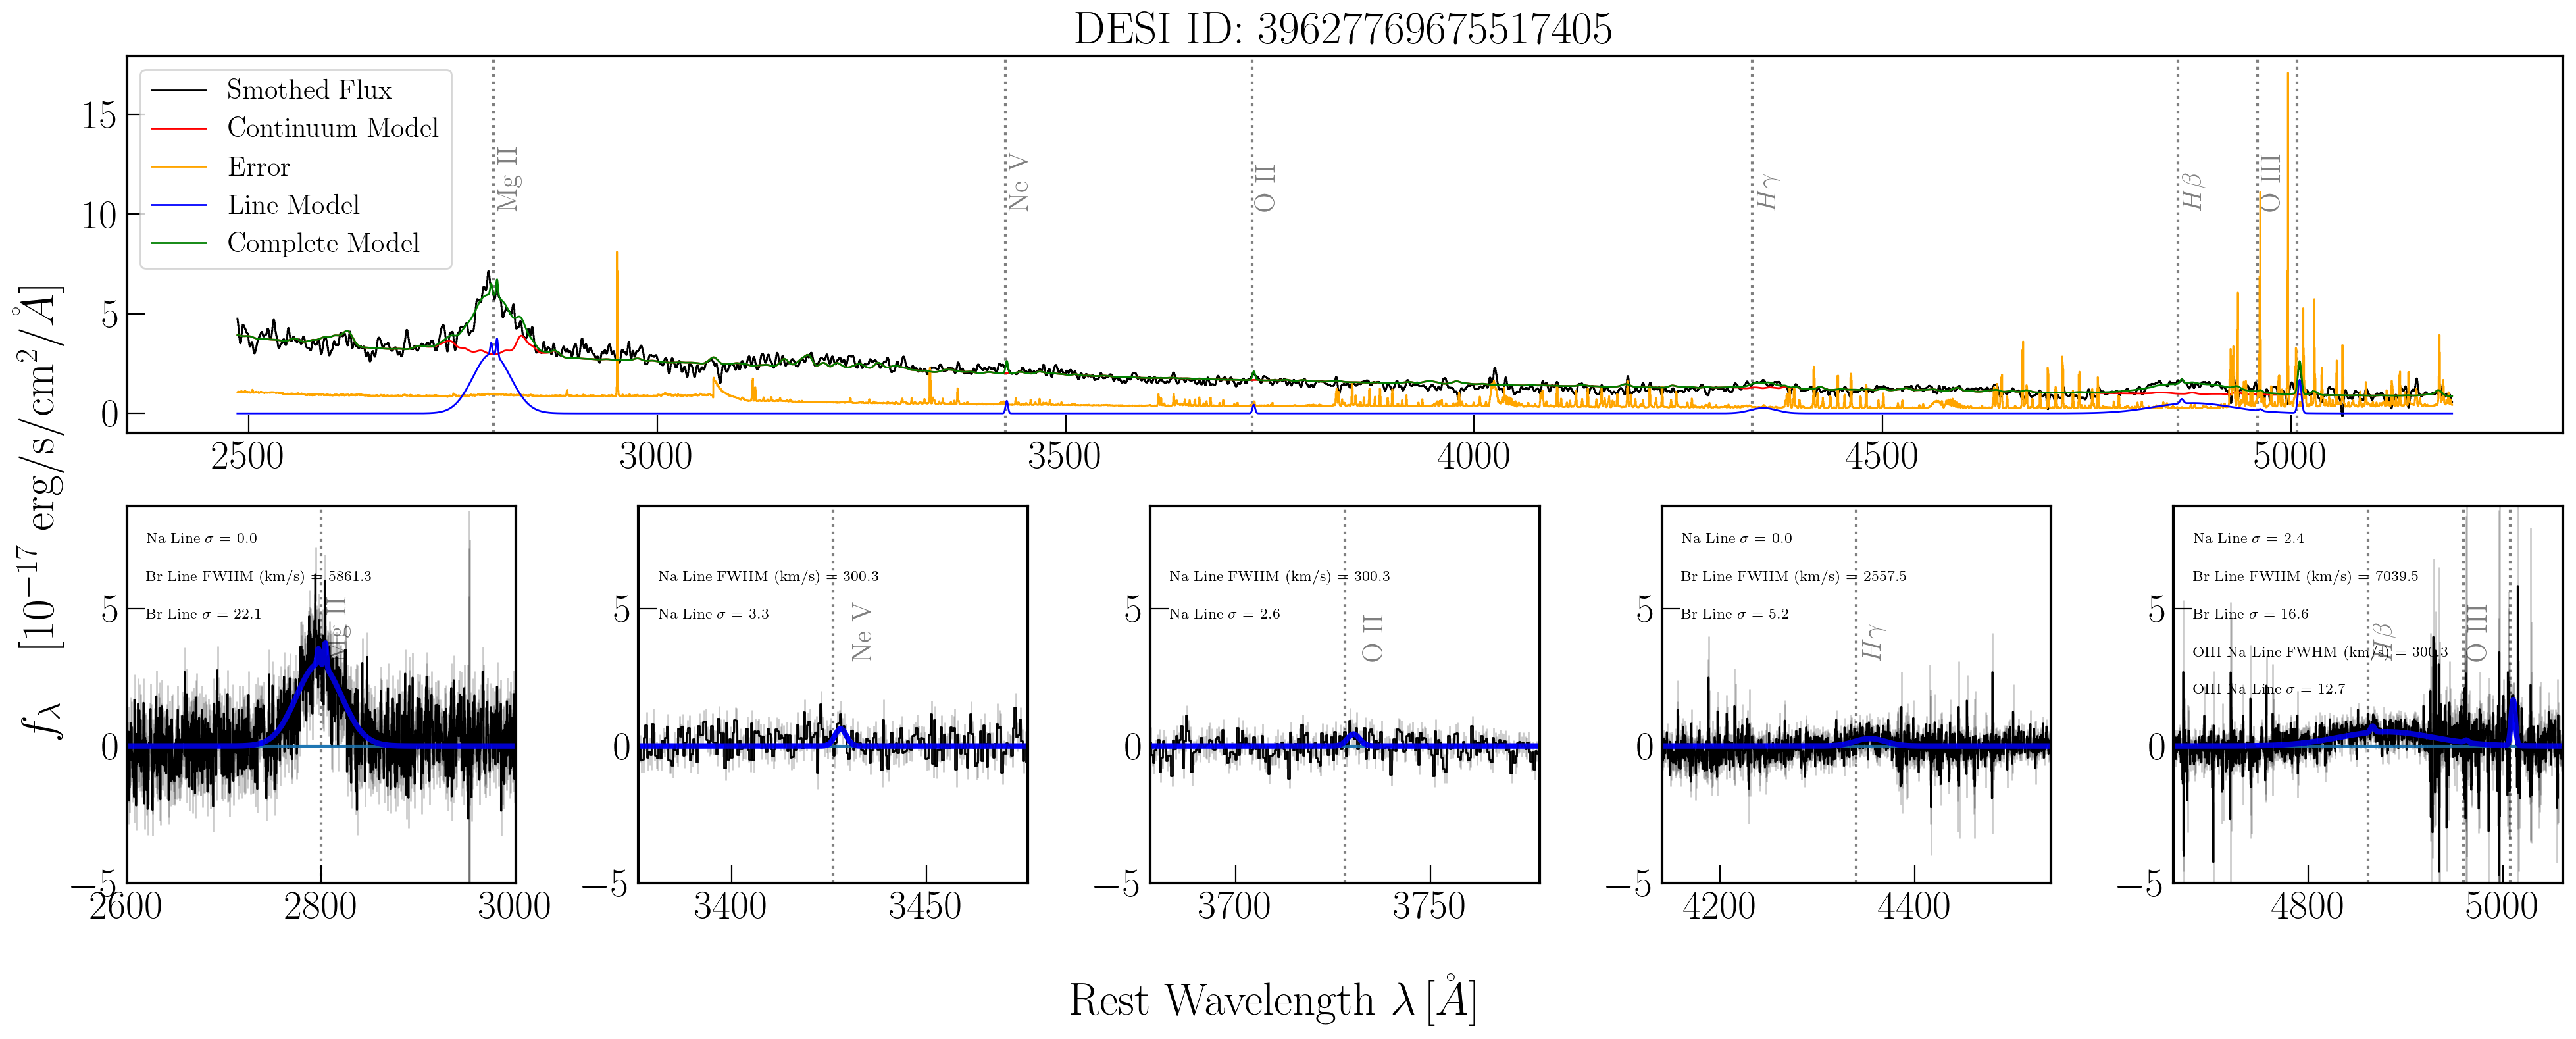 DESI ID: 39627769675517405
Smothed Flux
Continuum Model
Error
Line Model
Complete Model
Mg II
Ne V
O II
Hγ
Hβ
O III
15
10
5
0
2500 3000 3500 4000 4500 5000
f_λ [10^{-17} erg/s/cm^2/Å]
Na Line σ = 0.0
Br Line FWHM (km/s) = 5861.3
Br Line σ = 22.1
Mg II
5
0
−5
2600 2800 3000
Na Line FWHM (km/s) = 300.3
Na Line σ = 3.3
Ne V
5
0
−5
3400 3450
Na Line FWHM (km/s) = 300.3
Na Line σ = 2.6
O II
5
0
−5
3700 3750
Na Line σ = 0.0
Br Line FWHM (km/s) = 2557.5
Br Line σ = 5.2
Hγ
5
0
−5
4200 4400
Na Line σ = 2.4
Br Line FWHM (km/s) = 7039.5
Br Line σ = 16.6
OIII Na Line FWHM (km/s) = 300.3
OIII Na Line σ = 12.7
Hβ
O III
5
0
−5
4800 5000
Rest Wavelength λ [Å]